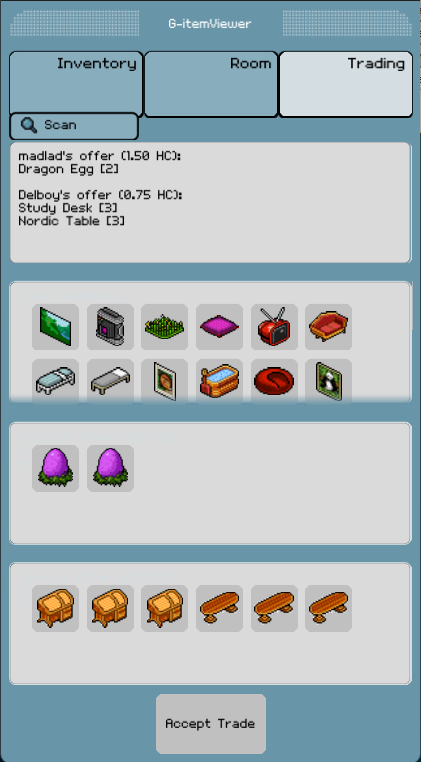 G-itemViewer
Inventory
Room
Trading
Scan
madlad's offer (1.50 HC):
Dragon Egg [2]
Delboy's offer (0.75 HC):
Study Desk [3]
Nordic Table [3]
Accept Trade